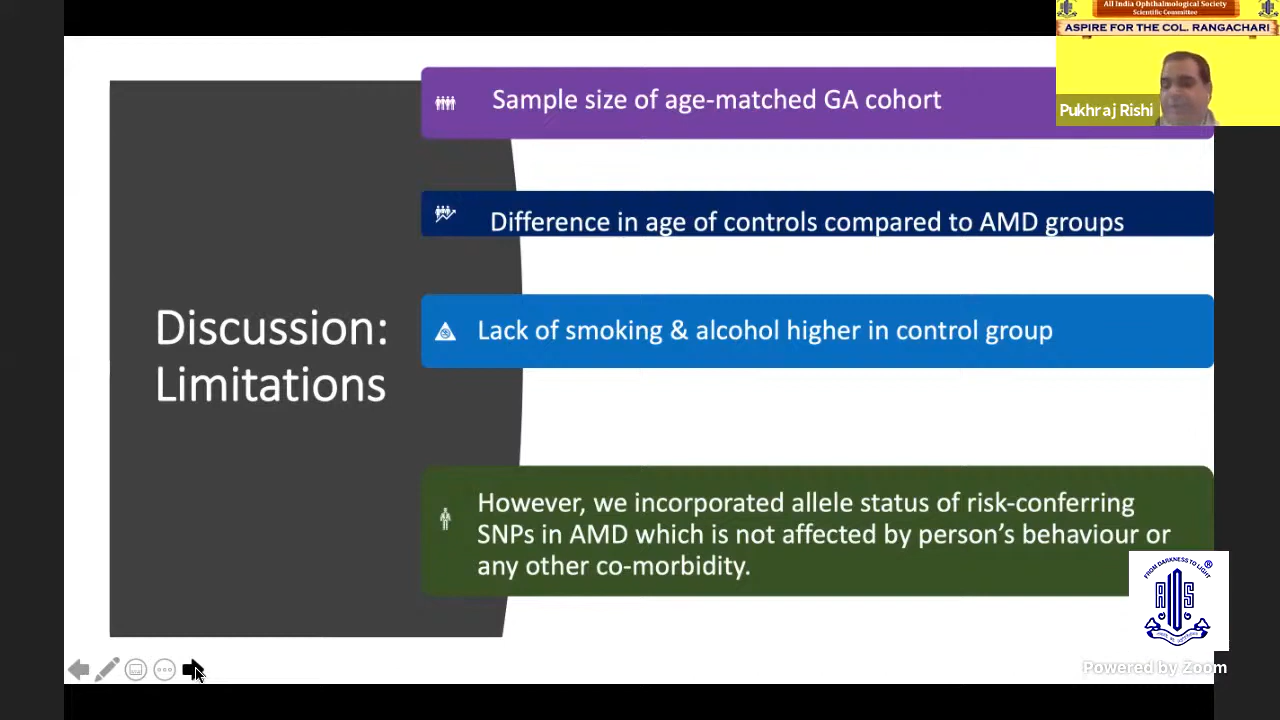 All India Ophthalmological Society
Scientific Committee
ASPIRE FOR THE COL. RANGACHARI
Pukhraj Rishi
Sample size of age-matched GA cohort
Difference in age of controls compared to AMD groups
Lack of smoking & alcohol higher in control group
Discussion:
Limitations
However, we incorporated allele status of risk-conferring
SNPs in AMD which is not affected by person’s behaviour or
any other co-morbidity.
FROM DARKNESS TO LIGHT
®
AIOS
Powered by Zoom